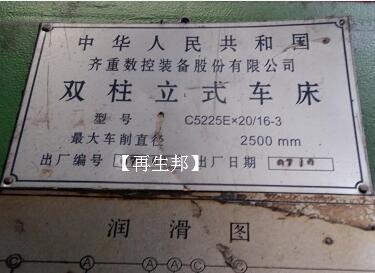 中华人民共和国
齐重数控装备股份有限公司
双柱立式车床
型号 C5225E×20/16-3
最大车削直径 2500 mm
出厂编号 【再生邦】 出厂日期
润滑图
C A A A C C